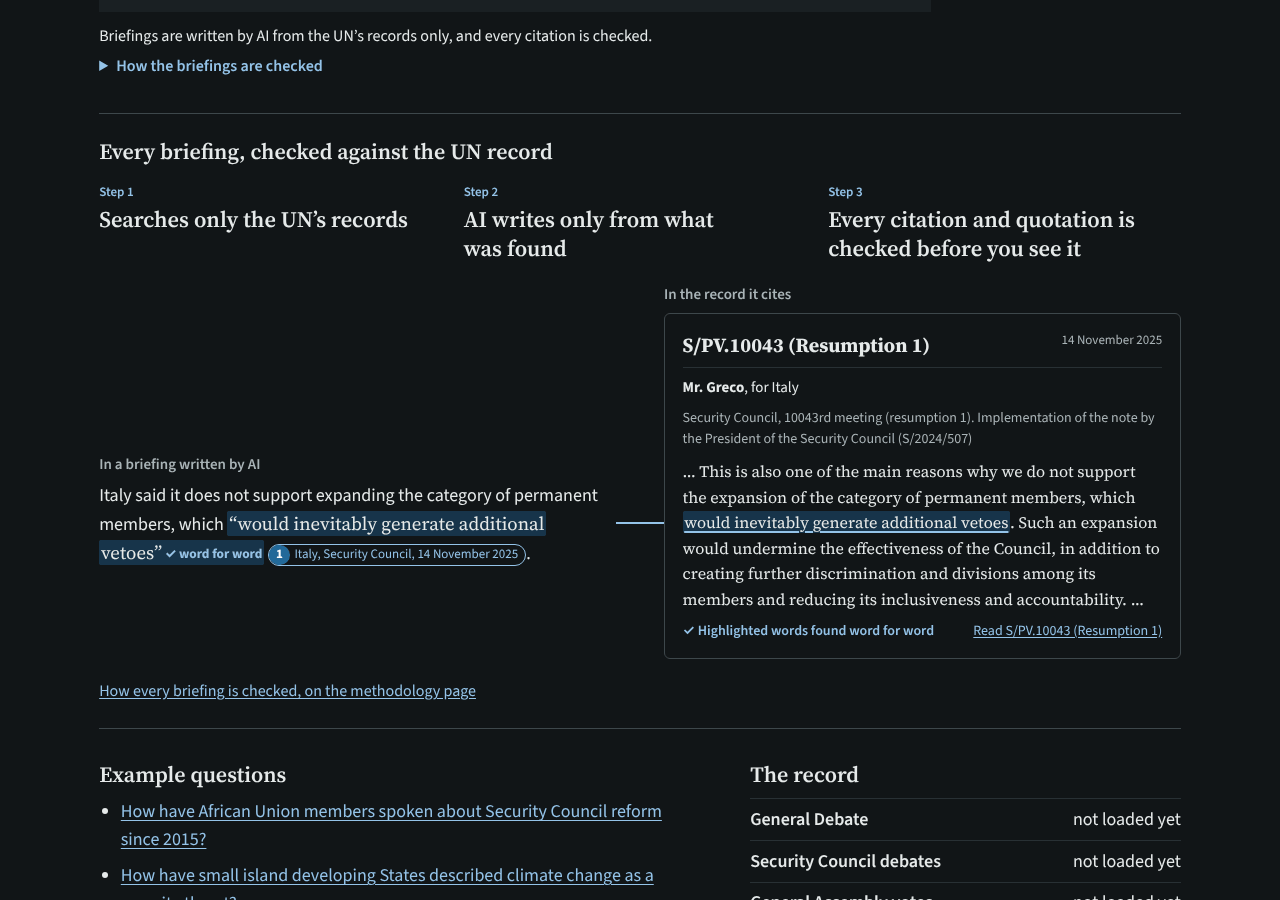 Briefings are written by AI from the UN’s records only, and every citation is checked.
▶ How the briefings are checked
Every briefing, checked against the UN record
Step 1
Searches only the UN’s records
Step 2
AI writes only from what
was found
Step 3
Every citation and quotation is
checked before you see it
In a briefing written by AI
Italy said it does not support expanding the category of permanent
members, which “would inevitably generate additional
vetoes” ✓ word for word 1 Italy, Security Council, 14 November 2025 .
In the record it cites
S/PV.10043 (Resumption 1)
14 November 2025
Mr. Greco, for Italy
Security Council, 10043rd meeting (resumption 1). Implementation of the note by
the President of the Security Council (S/2024/507)
... This is also one of the main reasons why we do not support
the expansion of the category of permanent members, which
would inevitably generate additional vetoes. Such an expansion
would undermine the effectiveness of the Council, in addition to
creating further discrimination and divisions among its
members and reducing its inclusiveness and accountability. ...
✓ Highlighted words found word for word
Read S/PV.10043 (Resumption 1)
How every briefing is checked, on the methodology page
Example questions
• How have African Union members spoken about Security Council reform
since 2015?
• How have small island developing States described climate change as a
The record
General Debate not loaded yet
Security Council debates not loaded yet
General Assembly votes not loaded yet